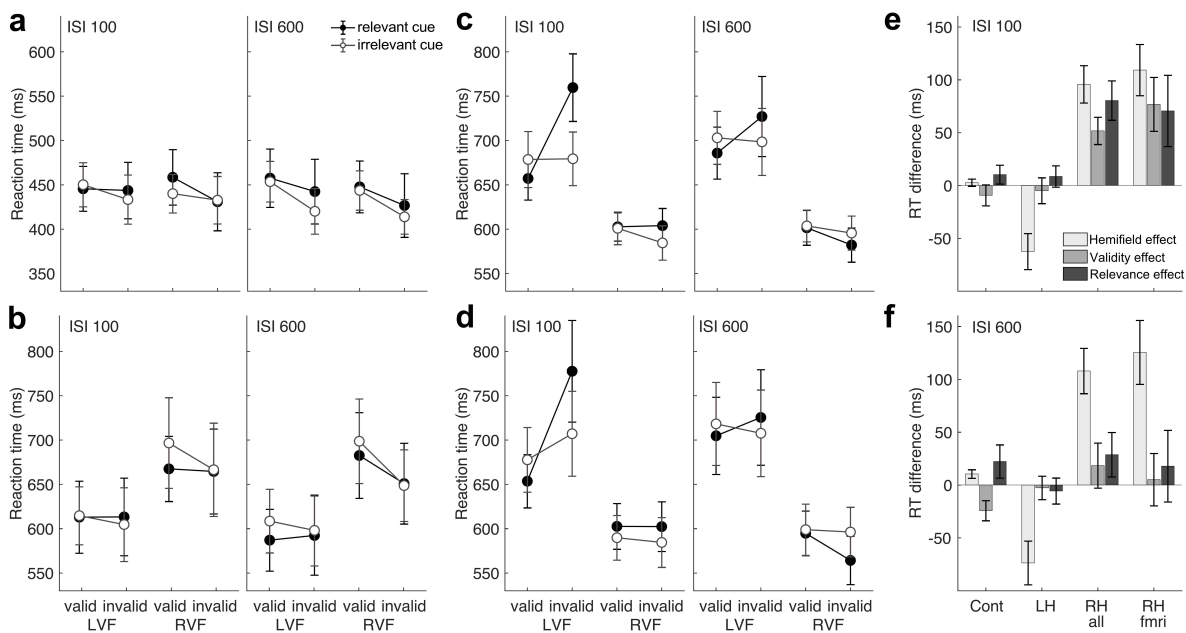 a
ISI 100
ISI 600
relevant cue
irrelevant cue
Reaction time (ms)
600
550
500
450
400
350
c
ISI 100
ISI 600
Reaction time (ms)
800
750
700
650
600
550
e
ISI 100
RT difference (ms)
150
100
50
0
-50
Hemifield effect
Validity effect
Relevance effect
b
ISI 100
ISI 600
Reaction time (ms)
800
750
700
650
600
550
valid invalid valid invalid
LVF RVF
valid invalid valid invalid
LVF RVF
d
ISI 100
ISI 600
Reaction time (ms)
800
750
700
650
600
550
valid invalid valid invalid
LVF RVF
valid invalid valid invalid
LVF RVF
f
ISI 600
RT difference (ms)
150
100
50
0
-50
Cont LH RH RH
all fmri